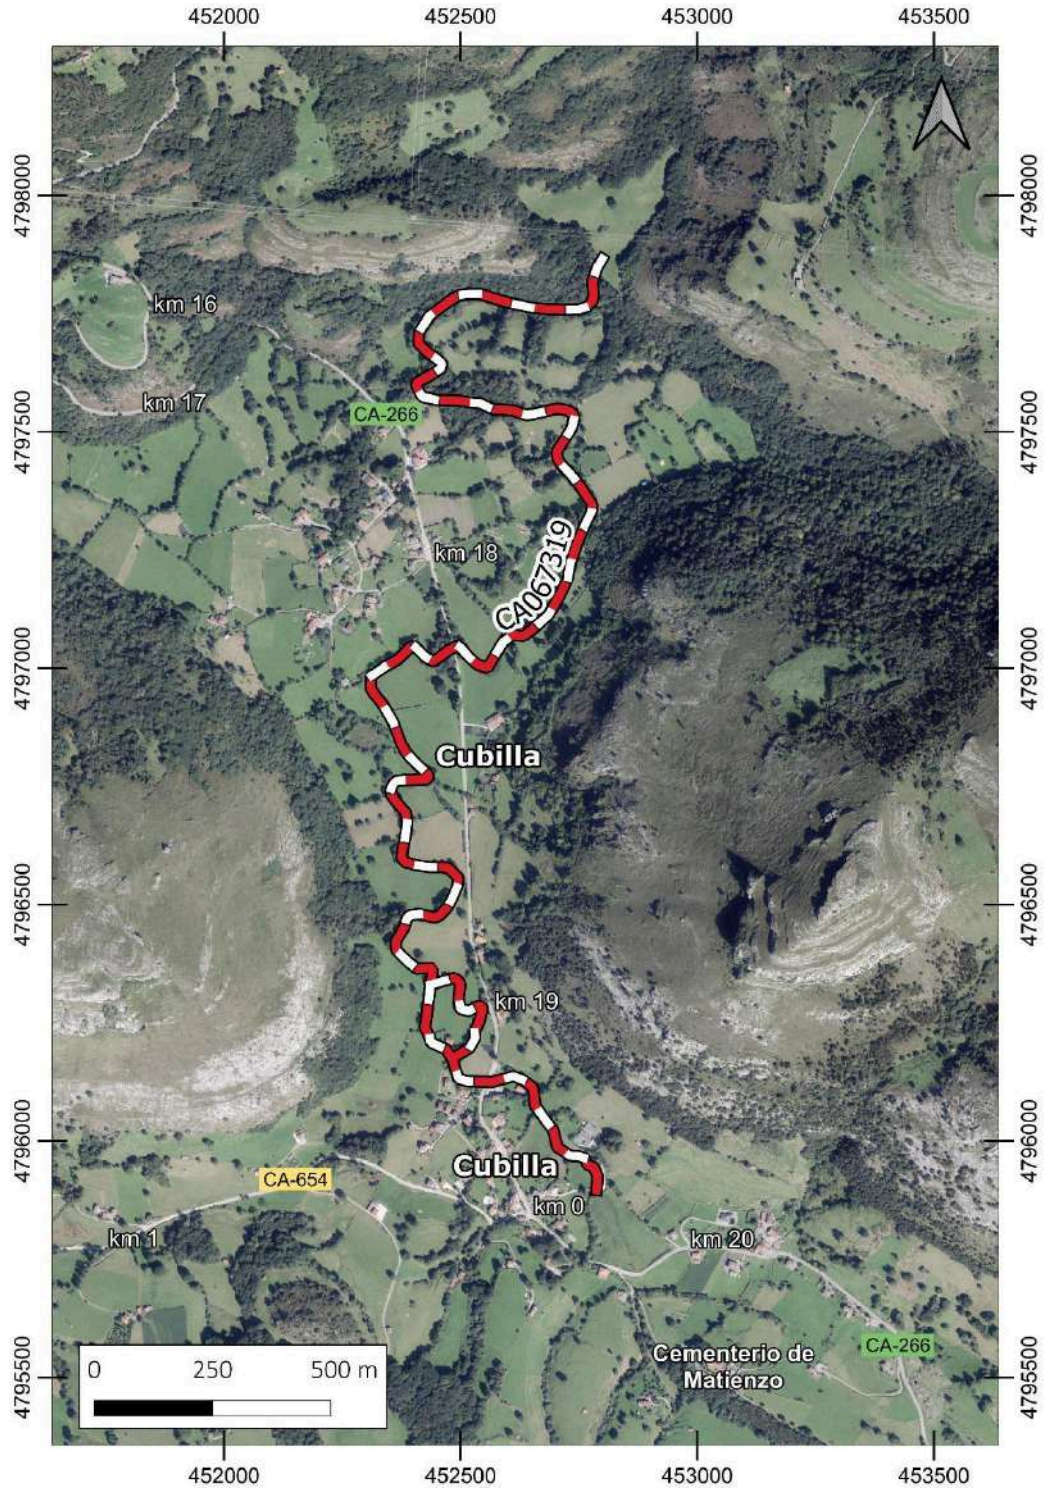 452000 452500 453000 453500
4798000 4798000
km 16
km 17
CA-266
4797500 4797500
km 18
CA067319
4797000 4797000
Cubilla
4796500 4796500
km 19
4796000 4796000
Cubilla
CA-654
km 0
km 1
km 20
CA-266
Cementerio de
Matienzo
4795500 4795500
0 250 500 m
452000 452500 453000 453500